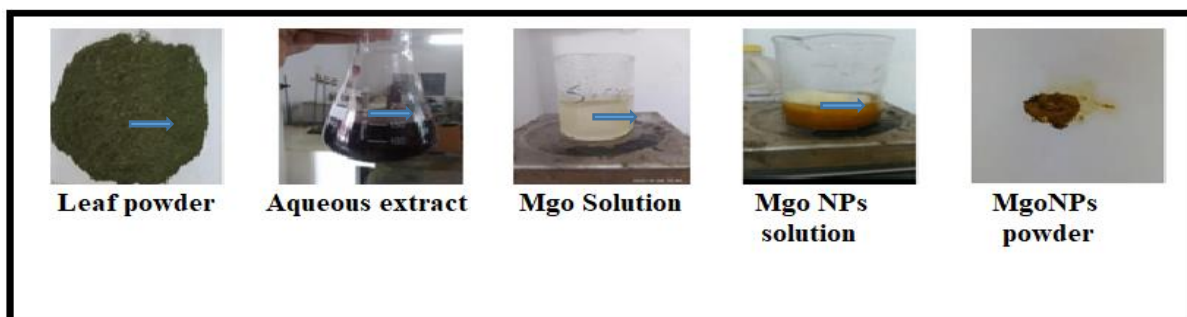 Leaf powder
Aqueous extract
Mgo Solution
Mgo NPs
solution
MgoNPs
powder